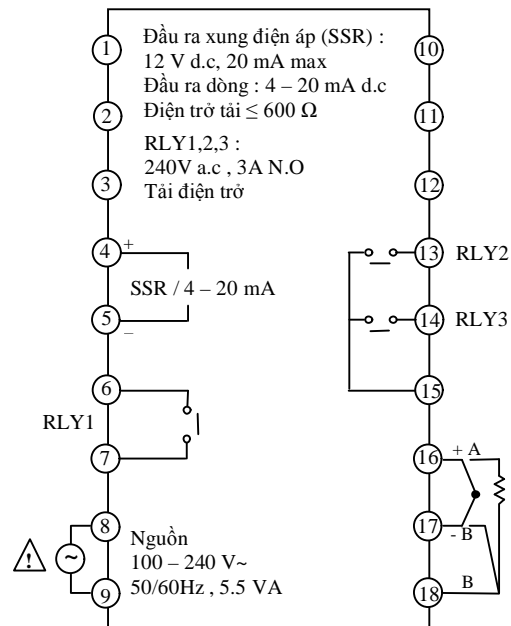 1
Đầu ra xung điện áp (SSR) :
12 V d.c, 20 mA max
Đầu ra dòng : 4 – 20 mA d.c
Điện trở tải ≤ 600 Ω
RLY1,2,3 :
240V a.c , 3A N.O
Tải điện trở
2
3
4
+
SSR / 4 – 20 mA
5
–
6
RLY1
7
8
Nguồn
100 – 240 V~
50/60Hz , 5.5 VA
!
~
9
10
11
12
13
RLY2
14
RLY3
15
16
+ A
17
- B
18
B